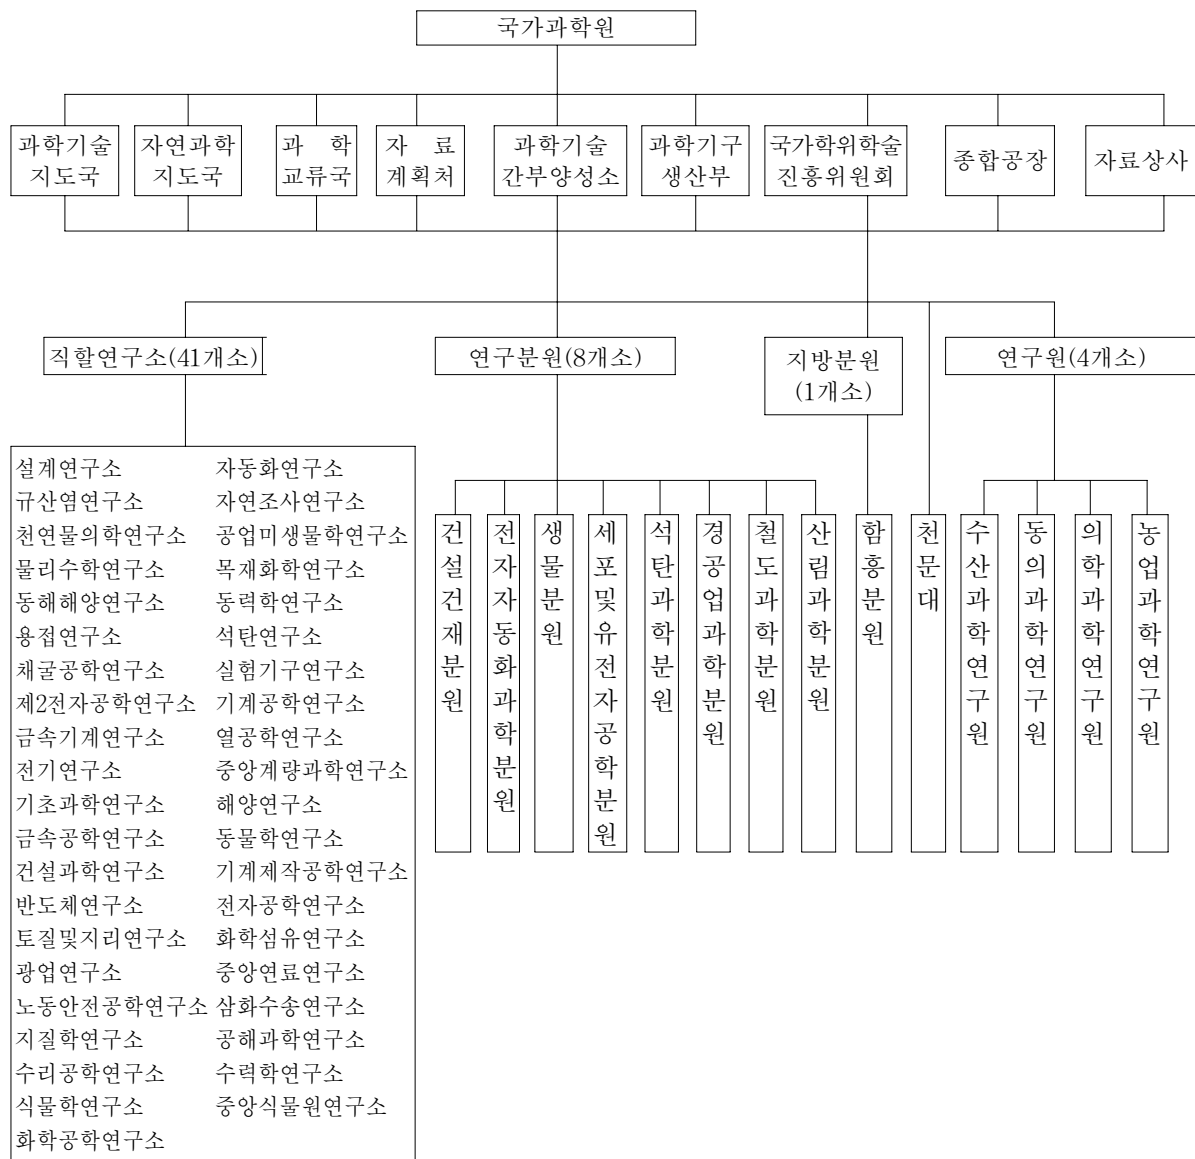 국가과학원
과학기술
지도국
자연과학
지도국
과 학
교류국
자 료
계획처
과학기술
간부양성소
과학기구
생산부
국가학위학술
진흥위원회
종합공장
자료상사
직할연구소(41개소)
연구분원(8개소)
지방분원
(1개소)
연구원(4개소)
설계연구소 자동화연구소
규산염연구소 자연조사연구소
천연물의학연구소 공업미생물학연구소
물리수학연구소 목재화학연구소
동해해양연구소 동력학연구소
용접연구소 석탄연구소
채굴공학연구소 실험기구연구소
제2전자공학연구소 기계공학연구소
금속기계연구소 열공학연구소
전기연구소 중앙계량과학연구소
기초과학연구소 해양연구소
금속공학연구소 동물학연구소
건설과학연구소 기계제작공학연구소
반도체연구소 전자공학연구소
토질및지리연구소 화학섬유연구소
광업연구소 중앙연료연구소
노동안전공학연구소 삼화수송연구소
지질학연구소 공해과학연구소
수리공학연구소 수력학연구소
식물학연구소 중앙식물원연구소
화학공학연구소
건설건재분원
전자자동화과학분원
생물분원
세포및유전자공학분원
석탄과학분원
경공업과학분원
철도과학분원
산림과학분원
함흥분원
천문대
수산과학연구원
동의과학연구원
의학과학연구원
농업과학연구원